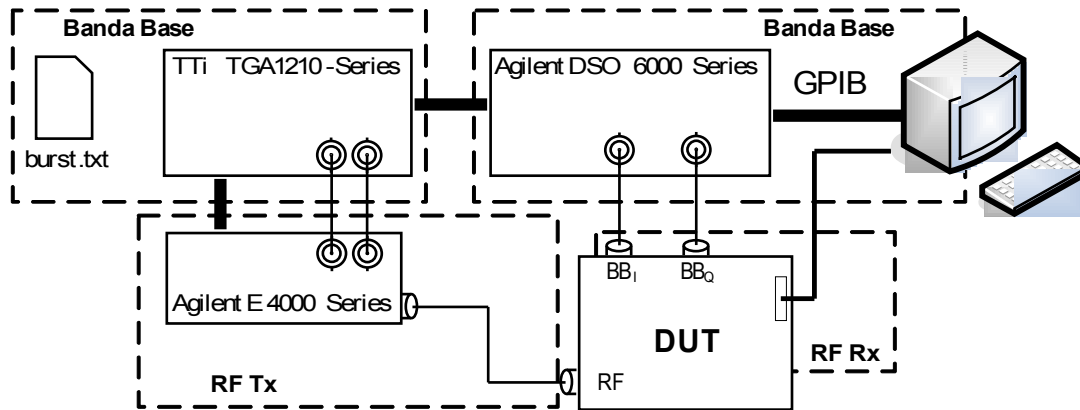 Banda Base
TTi TGA1210-Series
burst.txt
Banda Base
Agilent DSO 6000 Series
GPIB
Agilent E4000 Series
RF Tx
BBI
BBQ
DUT
RF
RF Rx